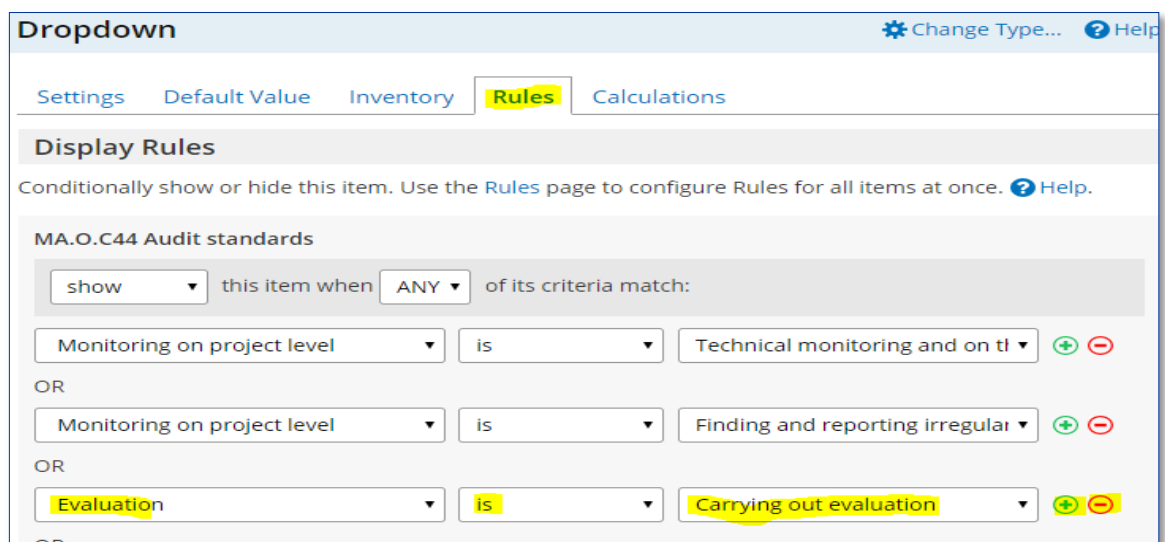 Dropdown Change Type... Help
Settings Default Value Inventory Rules Calculations
Display Rules
Conditionally show or hide this item. Use the Rules page to configure Rules for all items at once. Help.
MA.O.C44 Audit standards
show this item when ANY of its criteria match:
Monitoring on project level is Technical monitoring and on
OR
Monitoring on project level is Finding and reporting
OR
Evaluation is Carrying out evaluation
OR